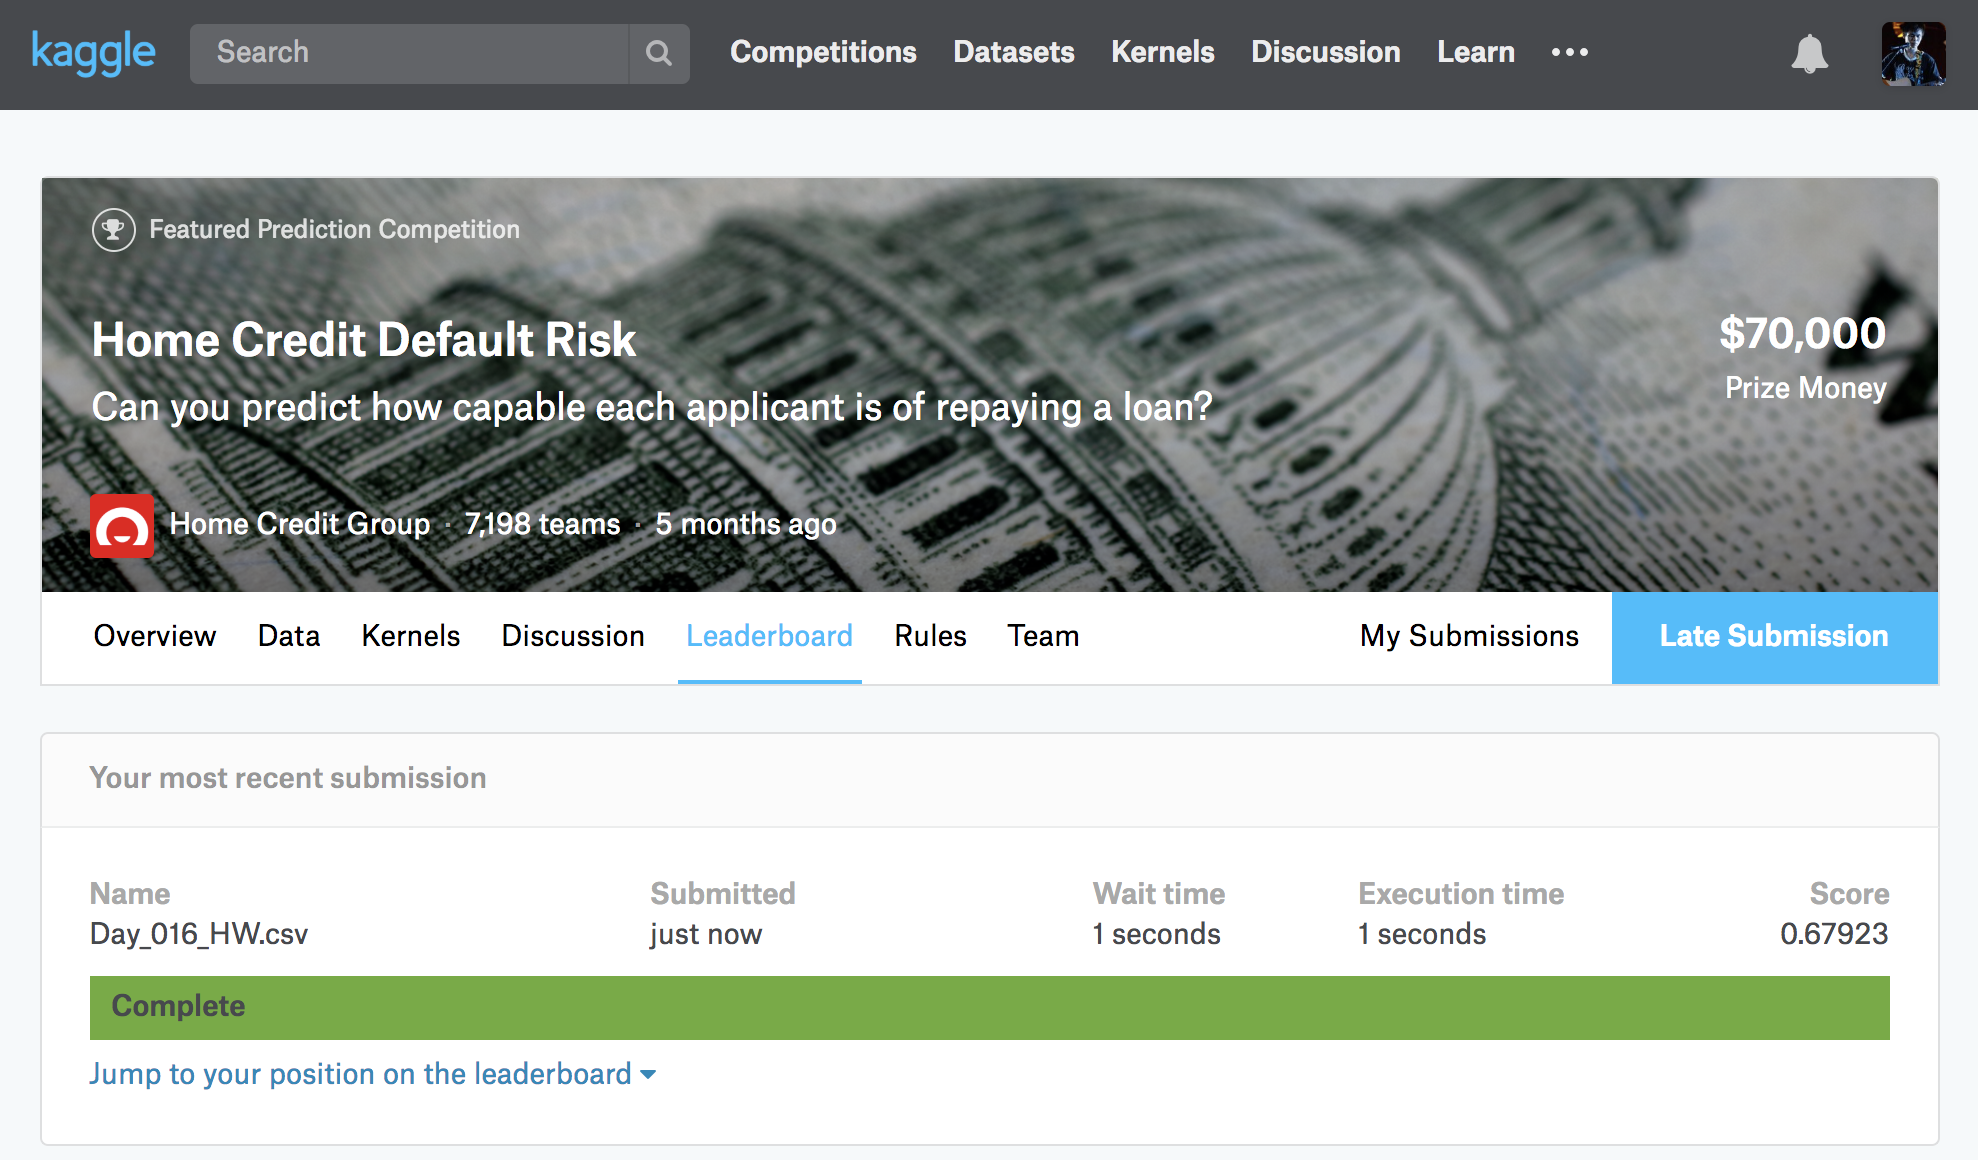 kaggle
Search
Competitions Datasets Kernels Discussion Learn •••
Featured Prediction Competition
Home Credit Default Risk
$70,000
Can you predict how capable each applicant is of repaying a loan?
Prize Money
Home Credit Group · 7,198 teams · 5 months ago
Overview Data Kernels Discussion Leaderboard Rules Team My Submissions Late Submission
Your most recent submission
Name Submitted Wait time Execution time Score
Day_016_HW.csv just now 1 seconds 1 seconds 0.67923
Complete
Jump to your position on the leaderboard